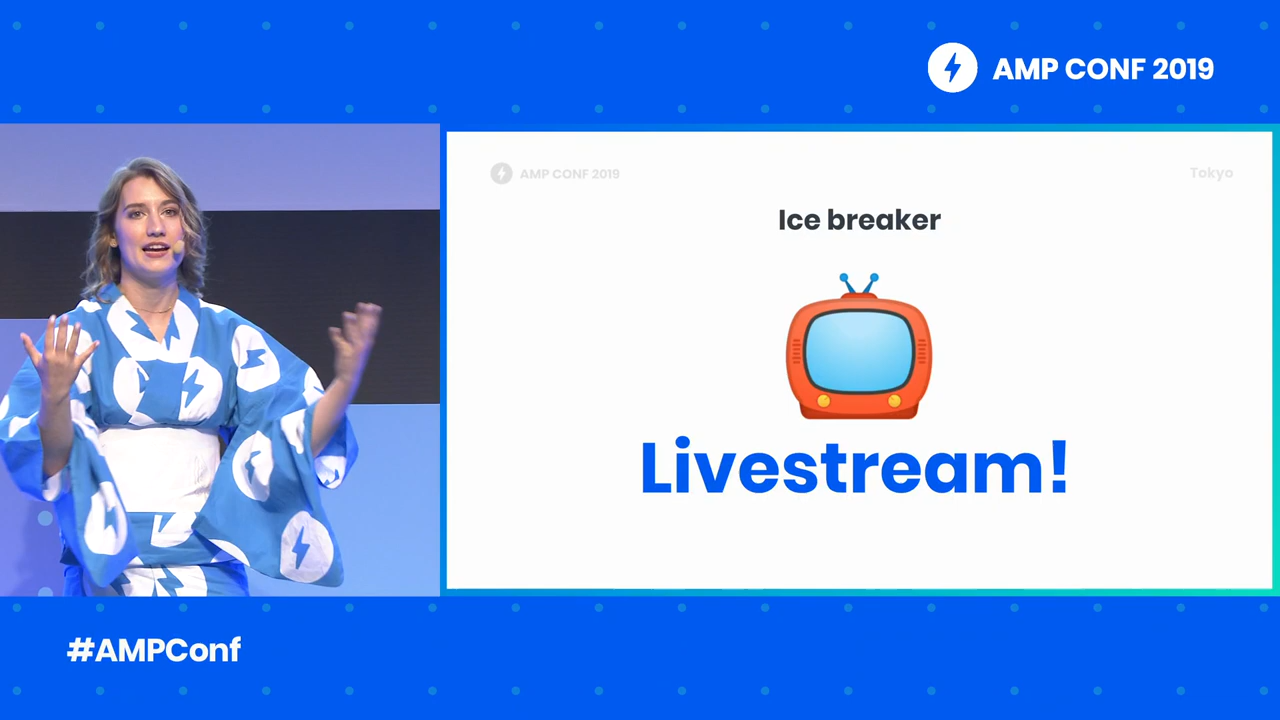 AMP CONF 2019
AMP CONF 2019
Tokyo
Ice breaker
Livestream!
#AMPConf